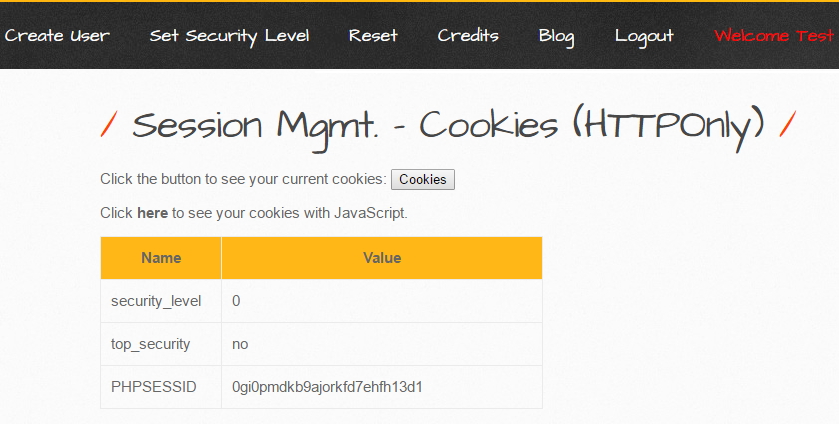 Create User Set Security Level Reset Credits Blog Logout Welcome Test
/ Session Mgmt. - Cookies (HTTPOnly) /
Click the button to see your current cookies: Cookies
Click here to see your cookies with JavaScript.
Name Value
security_level 0
top_security no
PHPSESSID 0gi0pmdkb9ajorkfd7ehfh13d1